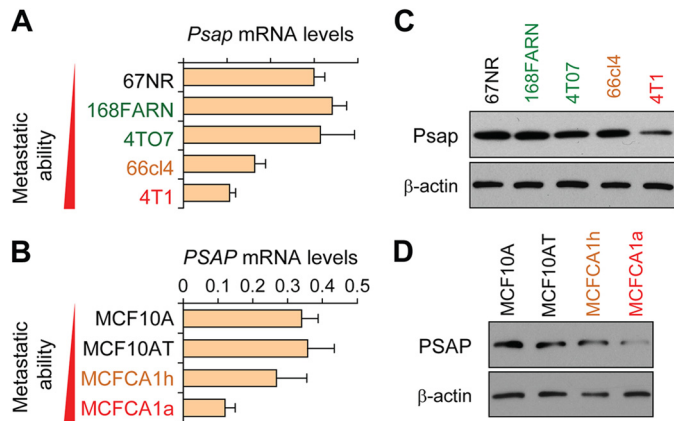 A
Psap mRNA levels
Metastatic
ability
67NR
168FARN
4TO7
66cl4
4T1
C
67NR
168FARN
4T07
66cl4
4T1
Psap
β-actin
B
PSAP mRNA levels
0 0.1 0.2 0.3 0.4 0.5
Metastatic
ability
MCF10A
MCF10AT
MCFCA1h
MCFCA1a
D
MCF10A
MCF10AT
MCFCA1h
MCFCA1a
PSAP
β-actin